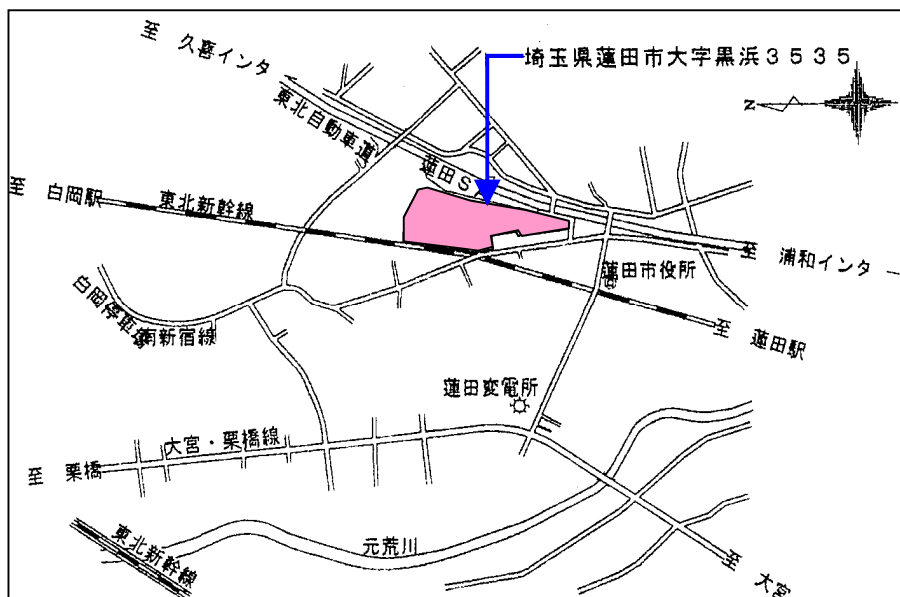 至 久喜インタ
埼玉県蓮田市大字黒浜3535
東北自動車道
N
蓮田S
至 白岡駅
東北新幹線
至 浦和インタ
蓮田市役所
白岡停車場
南新宿線
至 蓮田駅
蓮田変電所
大宮・栗橋線
至 栗橋
元荒川
東北新幹線
至 大宮